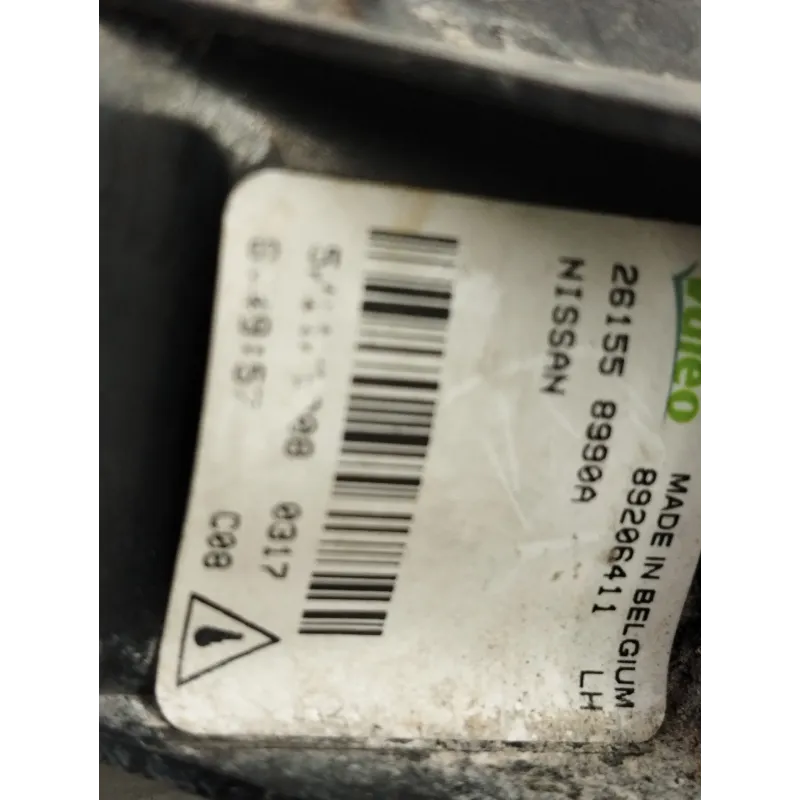 Valeo
MADE IN BELGIUM
89206411 LH
26155 8990A
NISSAN
0317
C08